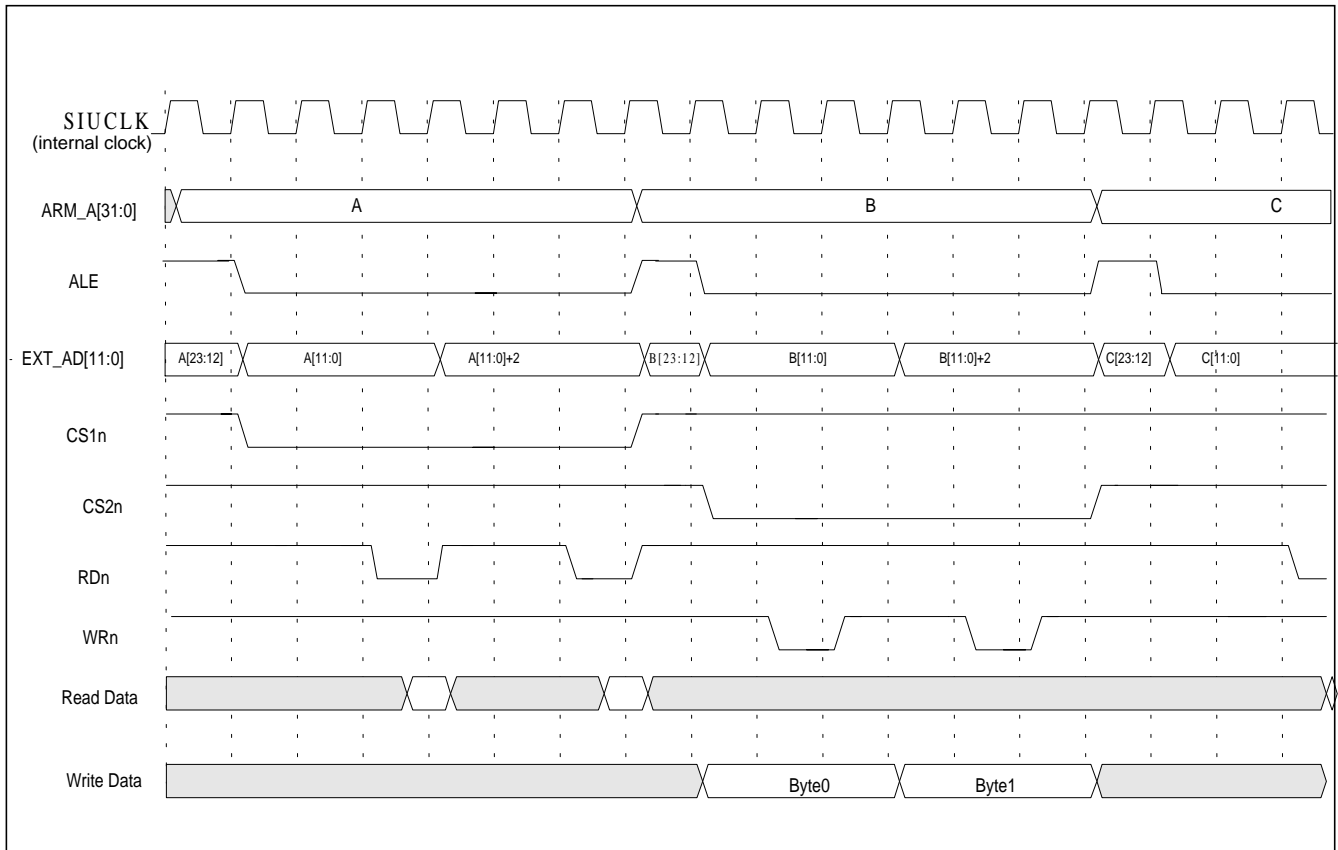 SIUCLK
(internal clock)
ARM_A[31:0]
A
B
C
ALE
EXT_AD[11:0]
A[23:12]
A[11:0]
A[11:0]+2
B[23:12]
B[11:0]
B[11:0]+2
C[23:12]
C[11:0]
CS1n
CS2n
RDn
WRn
Read Data
Write Data
Byte0
Byte1